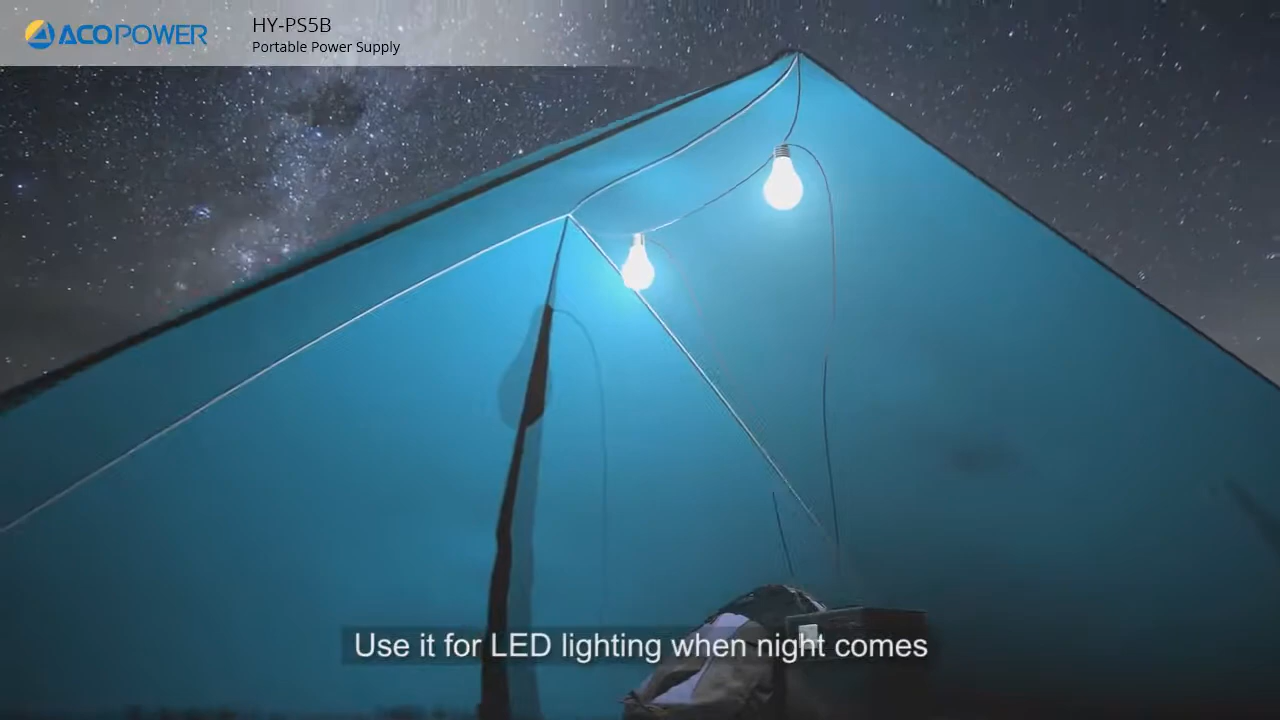 ACOPOWER
HY-PS5B
Portable Power Supply
Use it for LED lighting when night comes